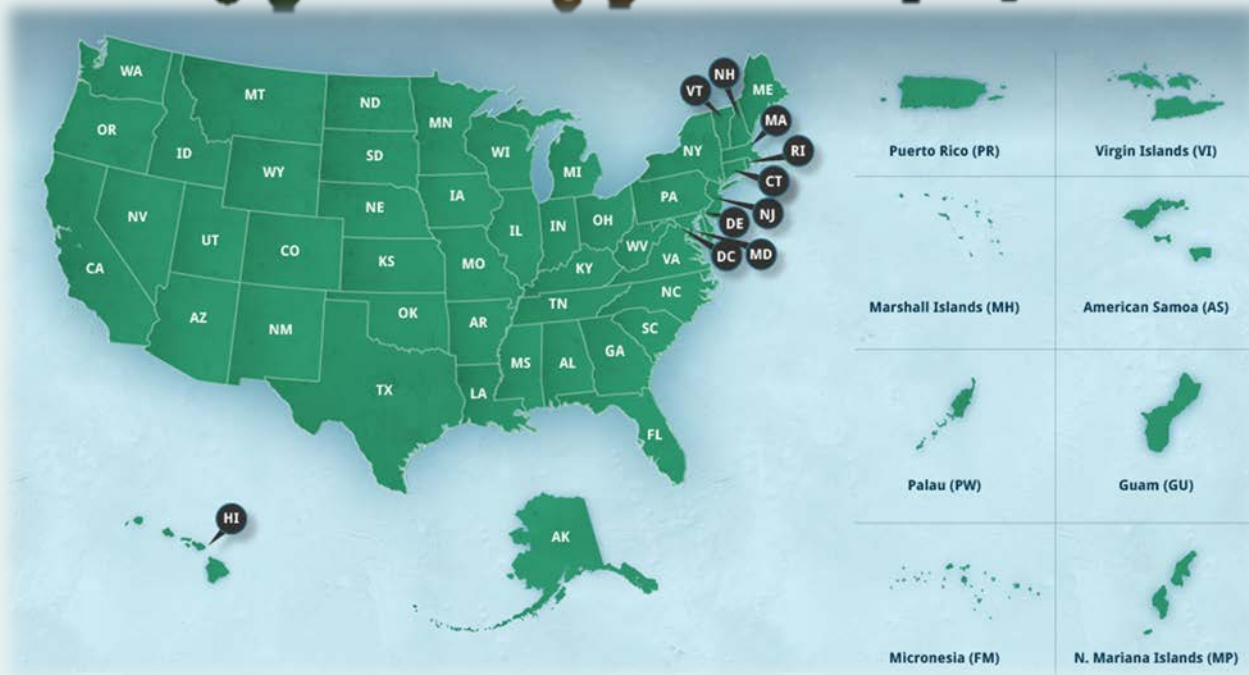 WA
MT
ND
MN
OR
ID
WY
SD
WI
MI
NY
VT
NH
ME
MA
RI
CT
NJ
DE
MD
DC
PA
NV
UT
CO
NE
IA
IL
IN
OH
WV
VA
CA
KS
MO
KY
NC
AZ
NM
OK
AR
TN
SC
TX
LA
MS
AL
GA
FL
HI
AK
Puerto Rico (PR)
Virgin Islands (VI)
Marshall Islands (MH)
American Samoa (AS)
Palau (PW)
Guam (GU)
Micronesia (FM)
N. Mariana Islands (MP)